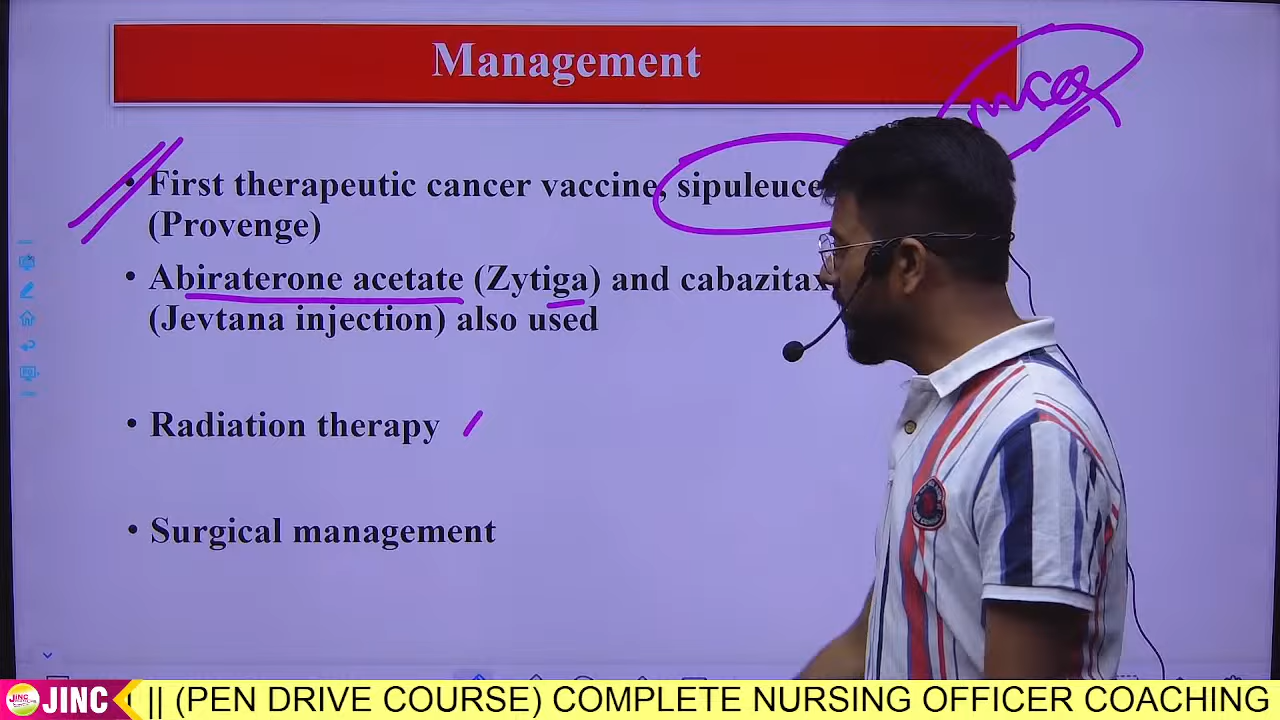 Management
MCQ
• First therapeutic cancer vaccine, sipuleuce
(Provenge)
• Abiraterone acetate (Zytiga) and cabazitax
(Jevtana injection) also used
• Radiation therapy
• Surgical management
JINC || (PEN DRIVE COURSE) COMPLETE NURSING OFFICER COACHING